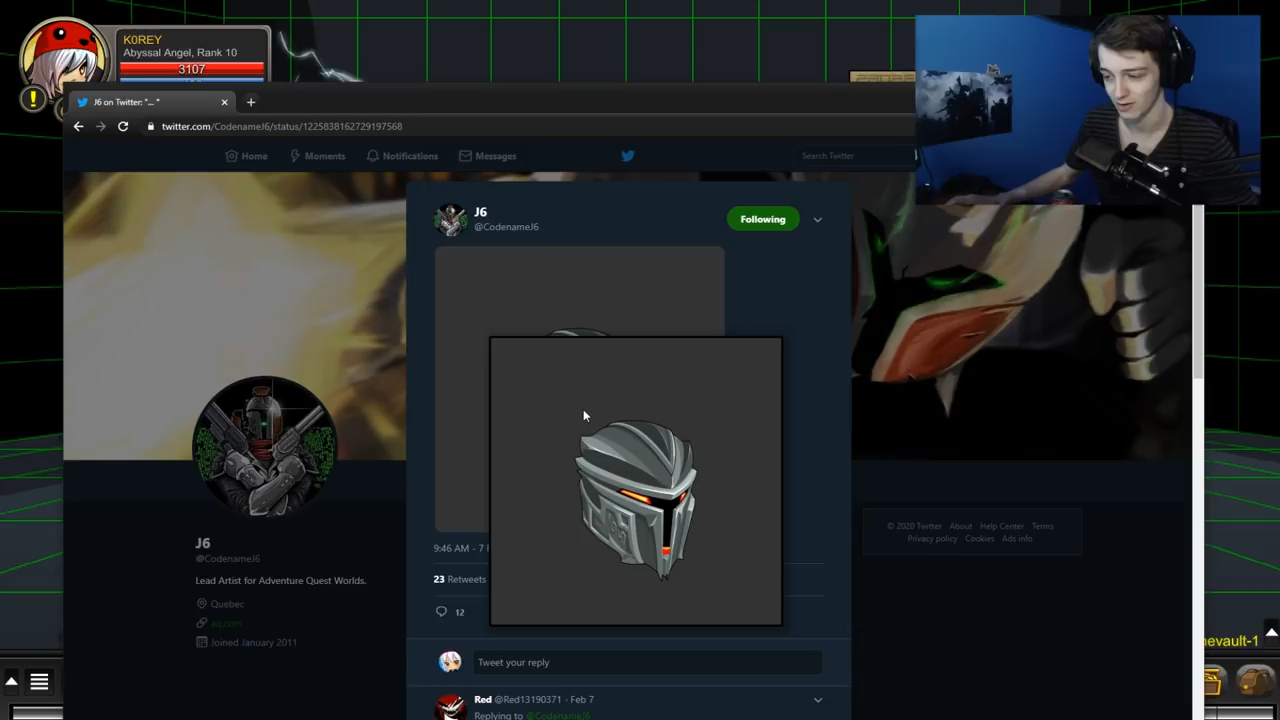 K0REY
Abyssal Angel, Rank 10
3107
J6 on Twitter: "... "
twitter.com/CodenameJ6/status/1225838162729197568
Home
Moments
Notifications
Messages
Search Twitter
J6
@CodenameJ6
Following
J6
@CodenameJ6
Lead Artist for Adventure Quest Worlds.
Quebec
aq.com
Joined January 2011
9:46 AM - 7
23 Retweets
12
Tweet your reply
Red @Red13190371 · Feb 7
Replying to @CodenameJ6
© 2020 Twitter About Help Center Terms
Privacy policy Cookies Ads info
nevault-1